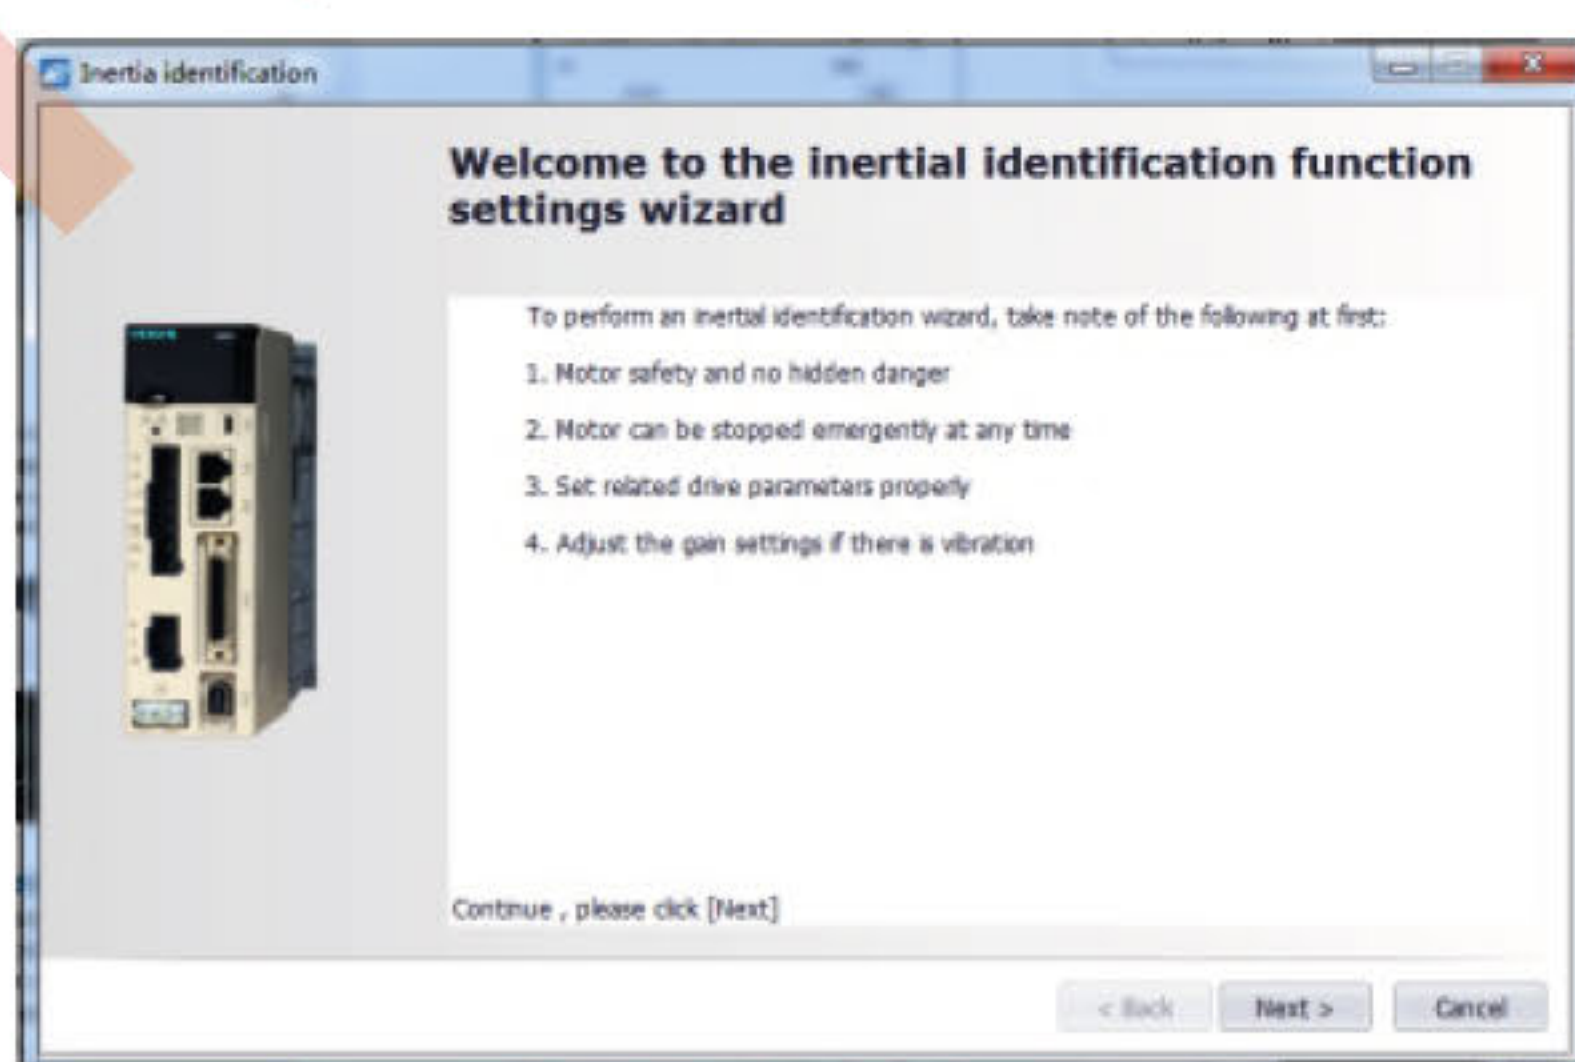 Inertia identification
Welcome to the inertial identification function
settings wizard
To perform an inertial identification wizard, take note of the following at first:
1. Motor safety and no hidden danger
2. Motor can be stopped emergently at any time
3. Set related drive parameters properly
4. Adjust the gain settings if there is vibration
Continue , please click [Next]
< Back Next > Cancel